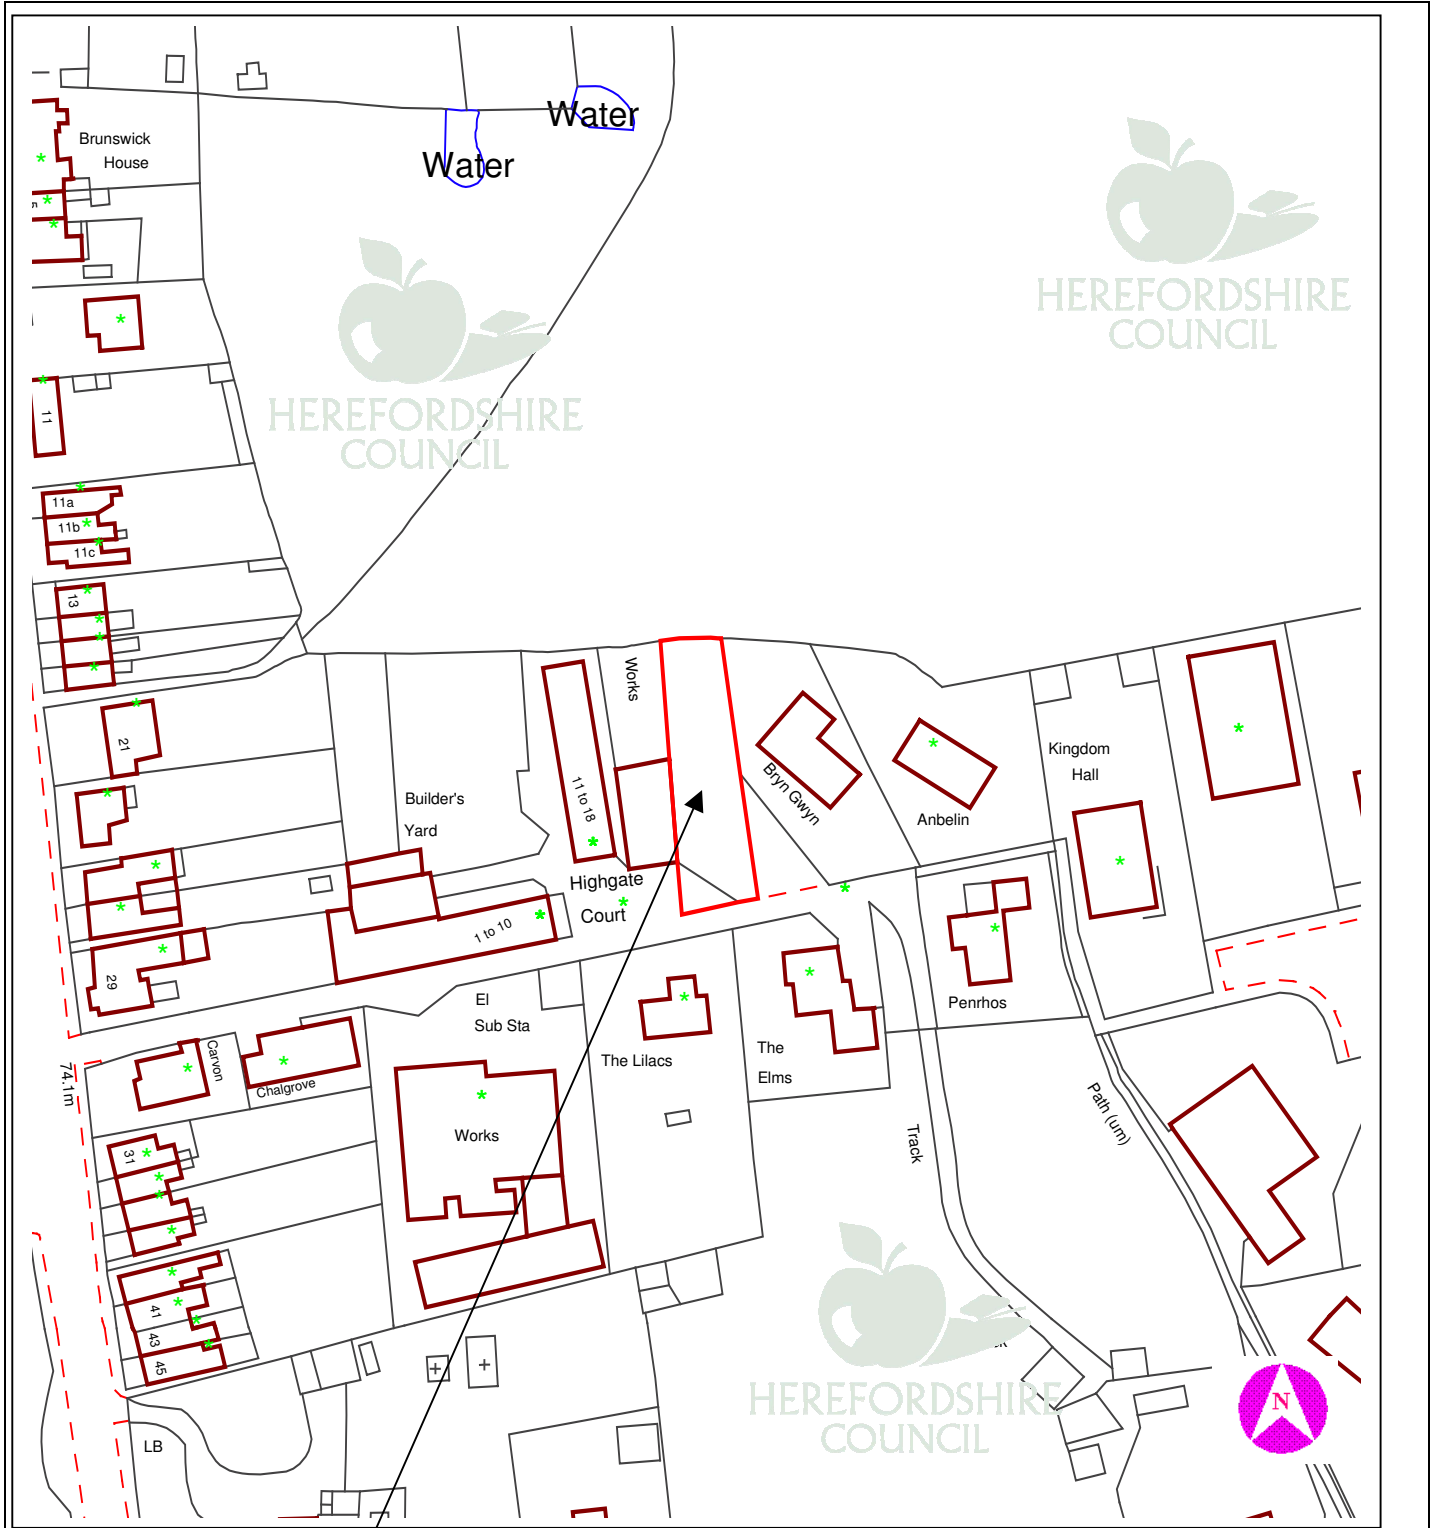 Water
Water
Brunswick
House
HEREFORDSHIRE
COUNCIL
HEREFORDSHIRE
COUNCIL
11
11a
11b
11c
13
21
Works
11 to 18
Builder's
Yard
Bryn Gwyn
Anbelin
Kingdom
Hall
Highgate
Court
1 to 10
29
El
Sub Sta
Penrhos
The Lilacs
The
Elms
Carvon
Chalgrove
74.1m
Works
31
Track
Path (um)
41
43
45
LB
HEREFORDSHIRE
COUNCIL
N